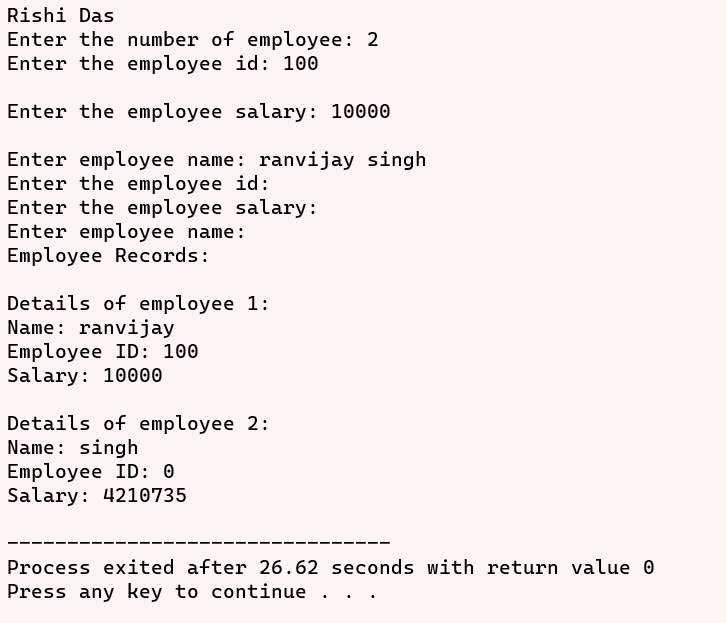 Rishi Das
Enter the number of employee: 2
Enter the employee id: 100
Enter the employee salary: 10000
Enter employee name: ranvijay singh
Enter the employee id:
Enter the employee salary:
Enter employee name:
Employee Records:
Details of employee 1:
Name: ranvijay
Employee ID: 100
Salary: 10000
Details of employee 2:
Name: singh
Employee ID: 0
Salary: 4210735
--------------------------------
Process exited after 26.62 seconds with return value 0
Press any key to continue . . .